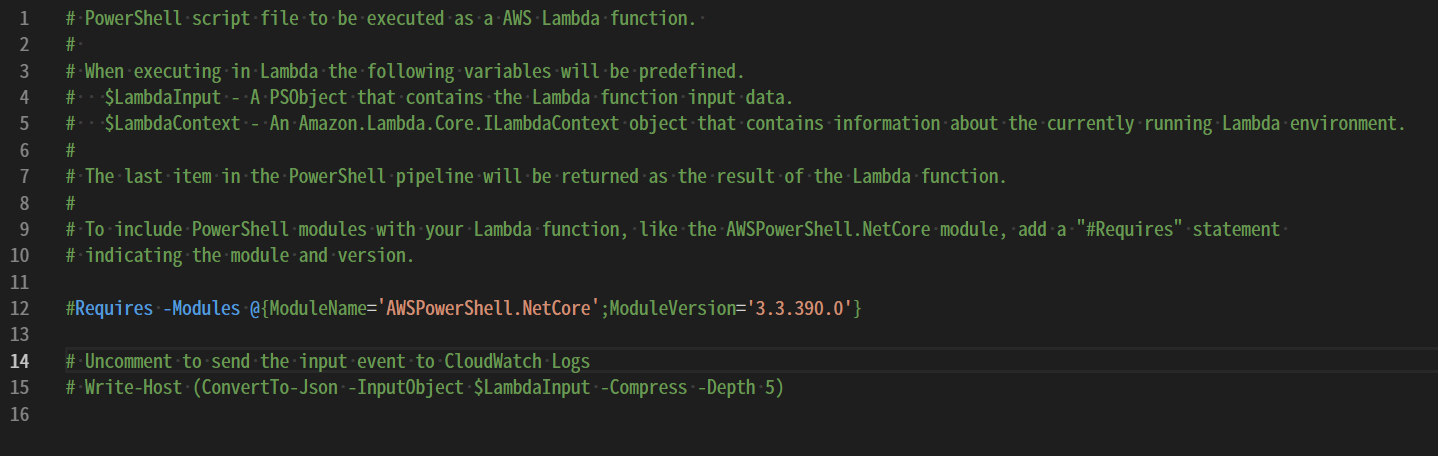 1 # PowerShell script file to be executed as a AWS Lambda function.
2 #
3 # When executing in Lambda the following variables will be predefined.
4 #   $LambdaInput - A PSObject that contains the Lambda function input data.
5 #   $LambdaContext - An Amazon.Lambda.Core.ILambdaContext object that contains information about the currently running Lambda environment.
6 #
7 # The last item in the PowerShell pipeline will be returned as the result of the Lambda function.
8 #
9 # To include PowerShell modules with your Lambda function, like the AWSPowerShell.NetCore module, add a "#Requires" statement
10 # indicating the module and version.
11
12 #Requires -Modules @{ModuleName='AWSPowerShell.NetCore';ModuleVersion='3.3.390.0'}
13
14 # Uncomment to send the input event to CloudWatch Logs
15 # Write-Host (ConvertTo-Json -InputObject $LambdaInput -Compress -Depth 5)
16